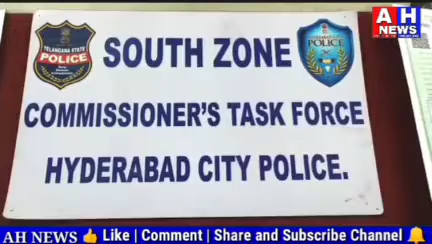 AH
NEWS
TELANGANA STATE
POLICE
POLICE
SOUTH ZONE
COMMISSIONER'S TASK FORCE
HYDERABAD CITY POLICE.
AH NEWS 👍 Like | Comment | Share and Subscribe Channel 🔔